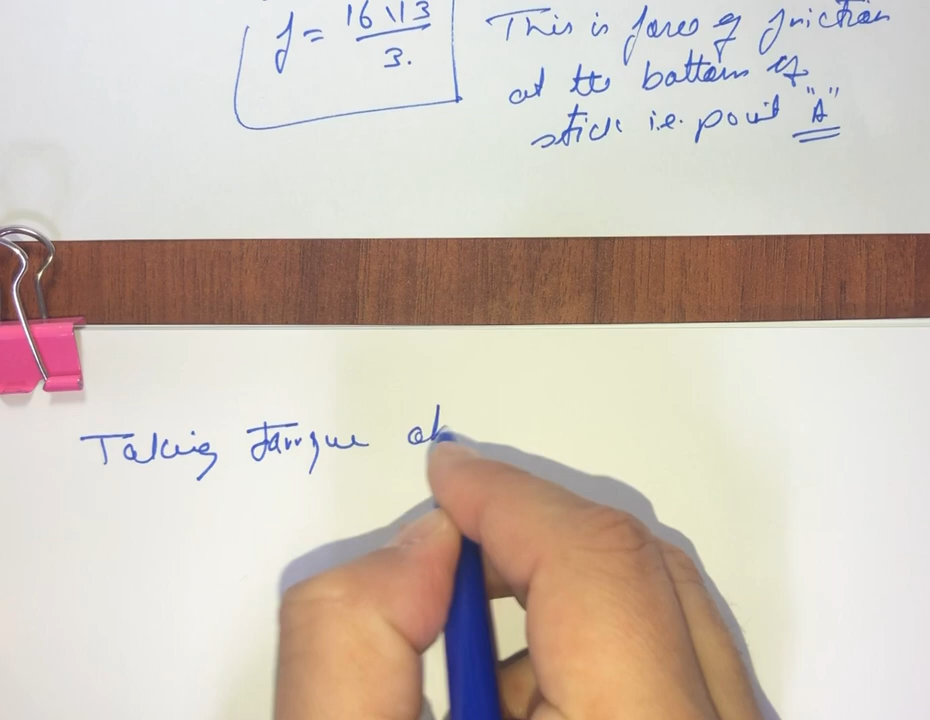 f = 16√3 / 3.
This is force of friction
at the bottom of
stick i.e. point "A"
Taking torque ab